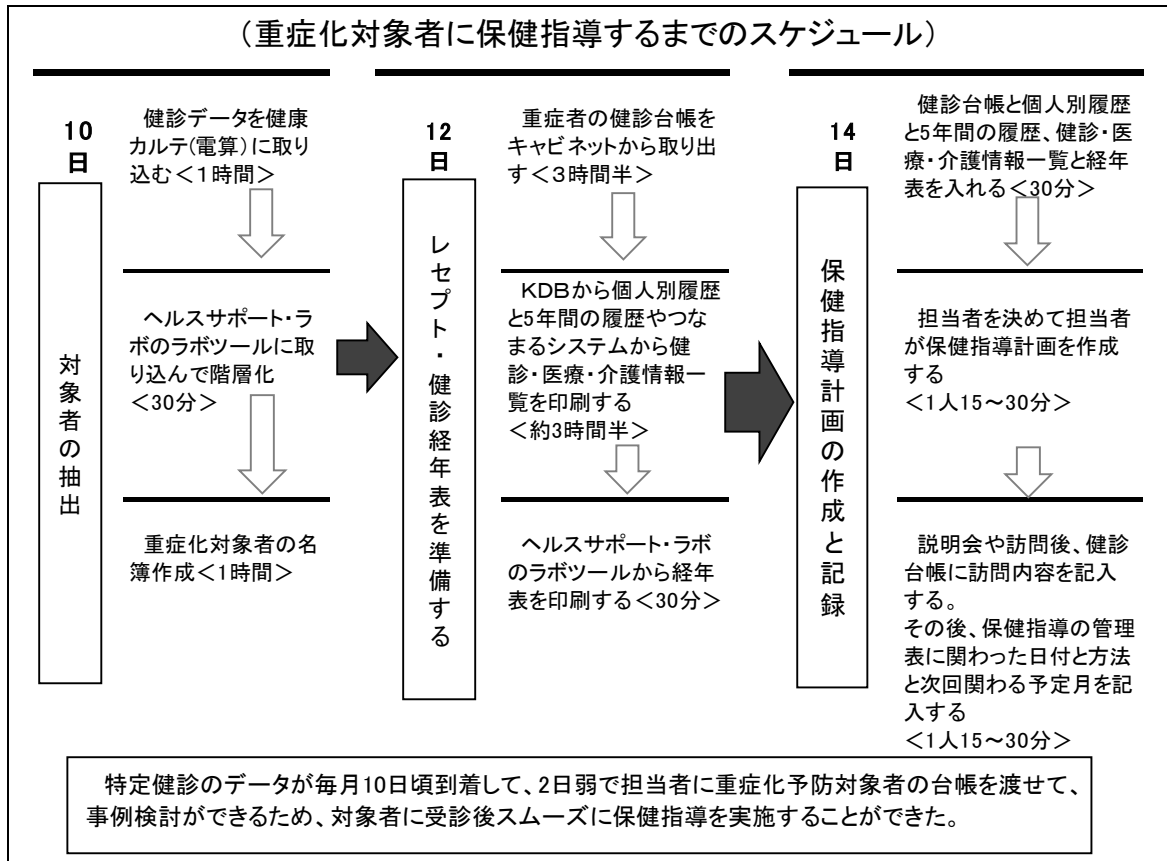 （重症化対象者に保健指導するまでのスケジュール）
10
日
対象者の抽出
健診データを健康
カルテ(電算)に取り
込む＜1時間＞
ヘルスサポート・ラ
ボのラボツールに取
り込んで階層化
＜30分＞
重症化対象者の名
簿作成＜1時間＞
12
日
レセプト・健診経年表を準備する
重症者の健診台帳を
キャビネットから取り出
す＜3時間半＞
KDBから個人別履歴
と5年間の履歴やつな
まるシステムから健
診・医療・介護情報一
覧を印刷する
＜約3時間半＞
ヘルスサポート・ラボ
のラボツールから経年
表を印刷する＜30分＞
14
日
保健指導計画の作成と記録
健診台帳と個人別履歴
と5年間の履歴、健診・医
療・介護情報一覧と経年
表を入れる＜30分＞
担当者を決めて担当者
が保健指導計画を作成
する
＜1人15～30分＞
説明会や訪問後、健診
台帳に訪問内容を記入
する。
その後、保健指導の管理
表に関わった日付と方法
と次回関わる予定月を記
入する
＜1人15～30分＞
特定健診のデータが毎月10日頃到着して、2日弱で担当者に重症化予防対象者の台帳を渡せて、
事例検討ができるため、対象者に受診後スムーズに保健指導を実施することができた。